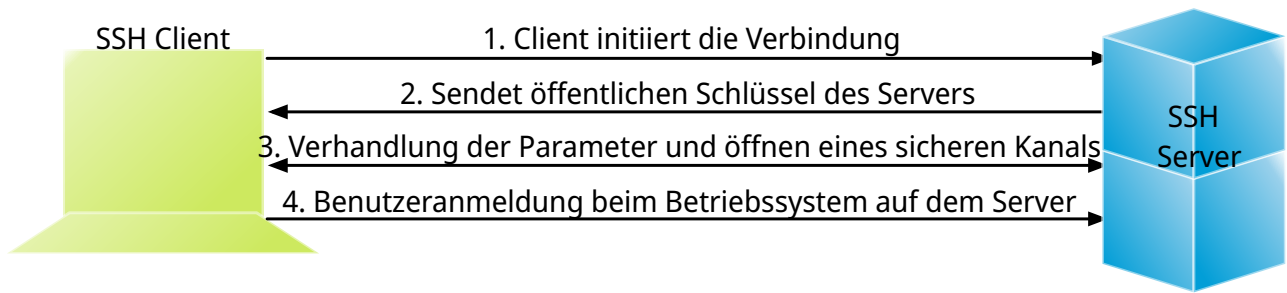 SSH Client
1. Client initiiert die Verbindung
2. Sendet öffentlichen Schlüssel des Servers
3. Verhandlung der Parameter und öffnen eines sicheren Kanals
4. Benutzeranmeldung beim Betriebssystem auf dem Server
SSH
Server